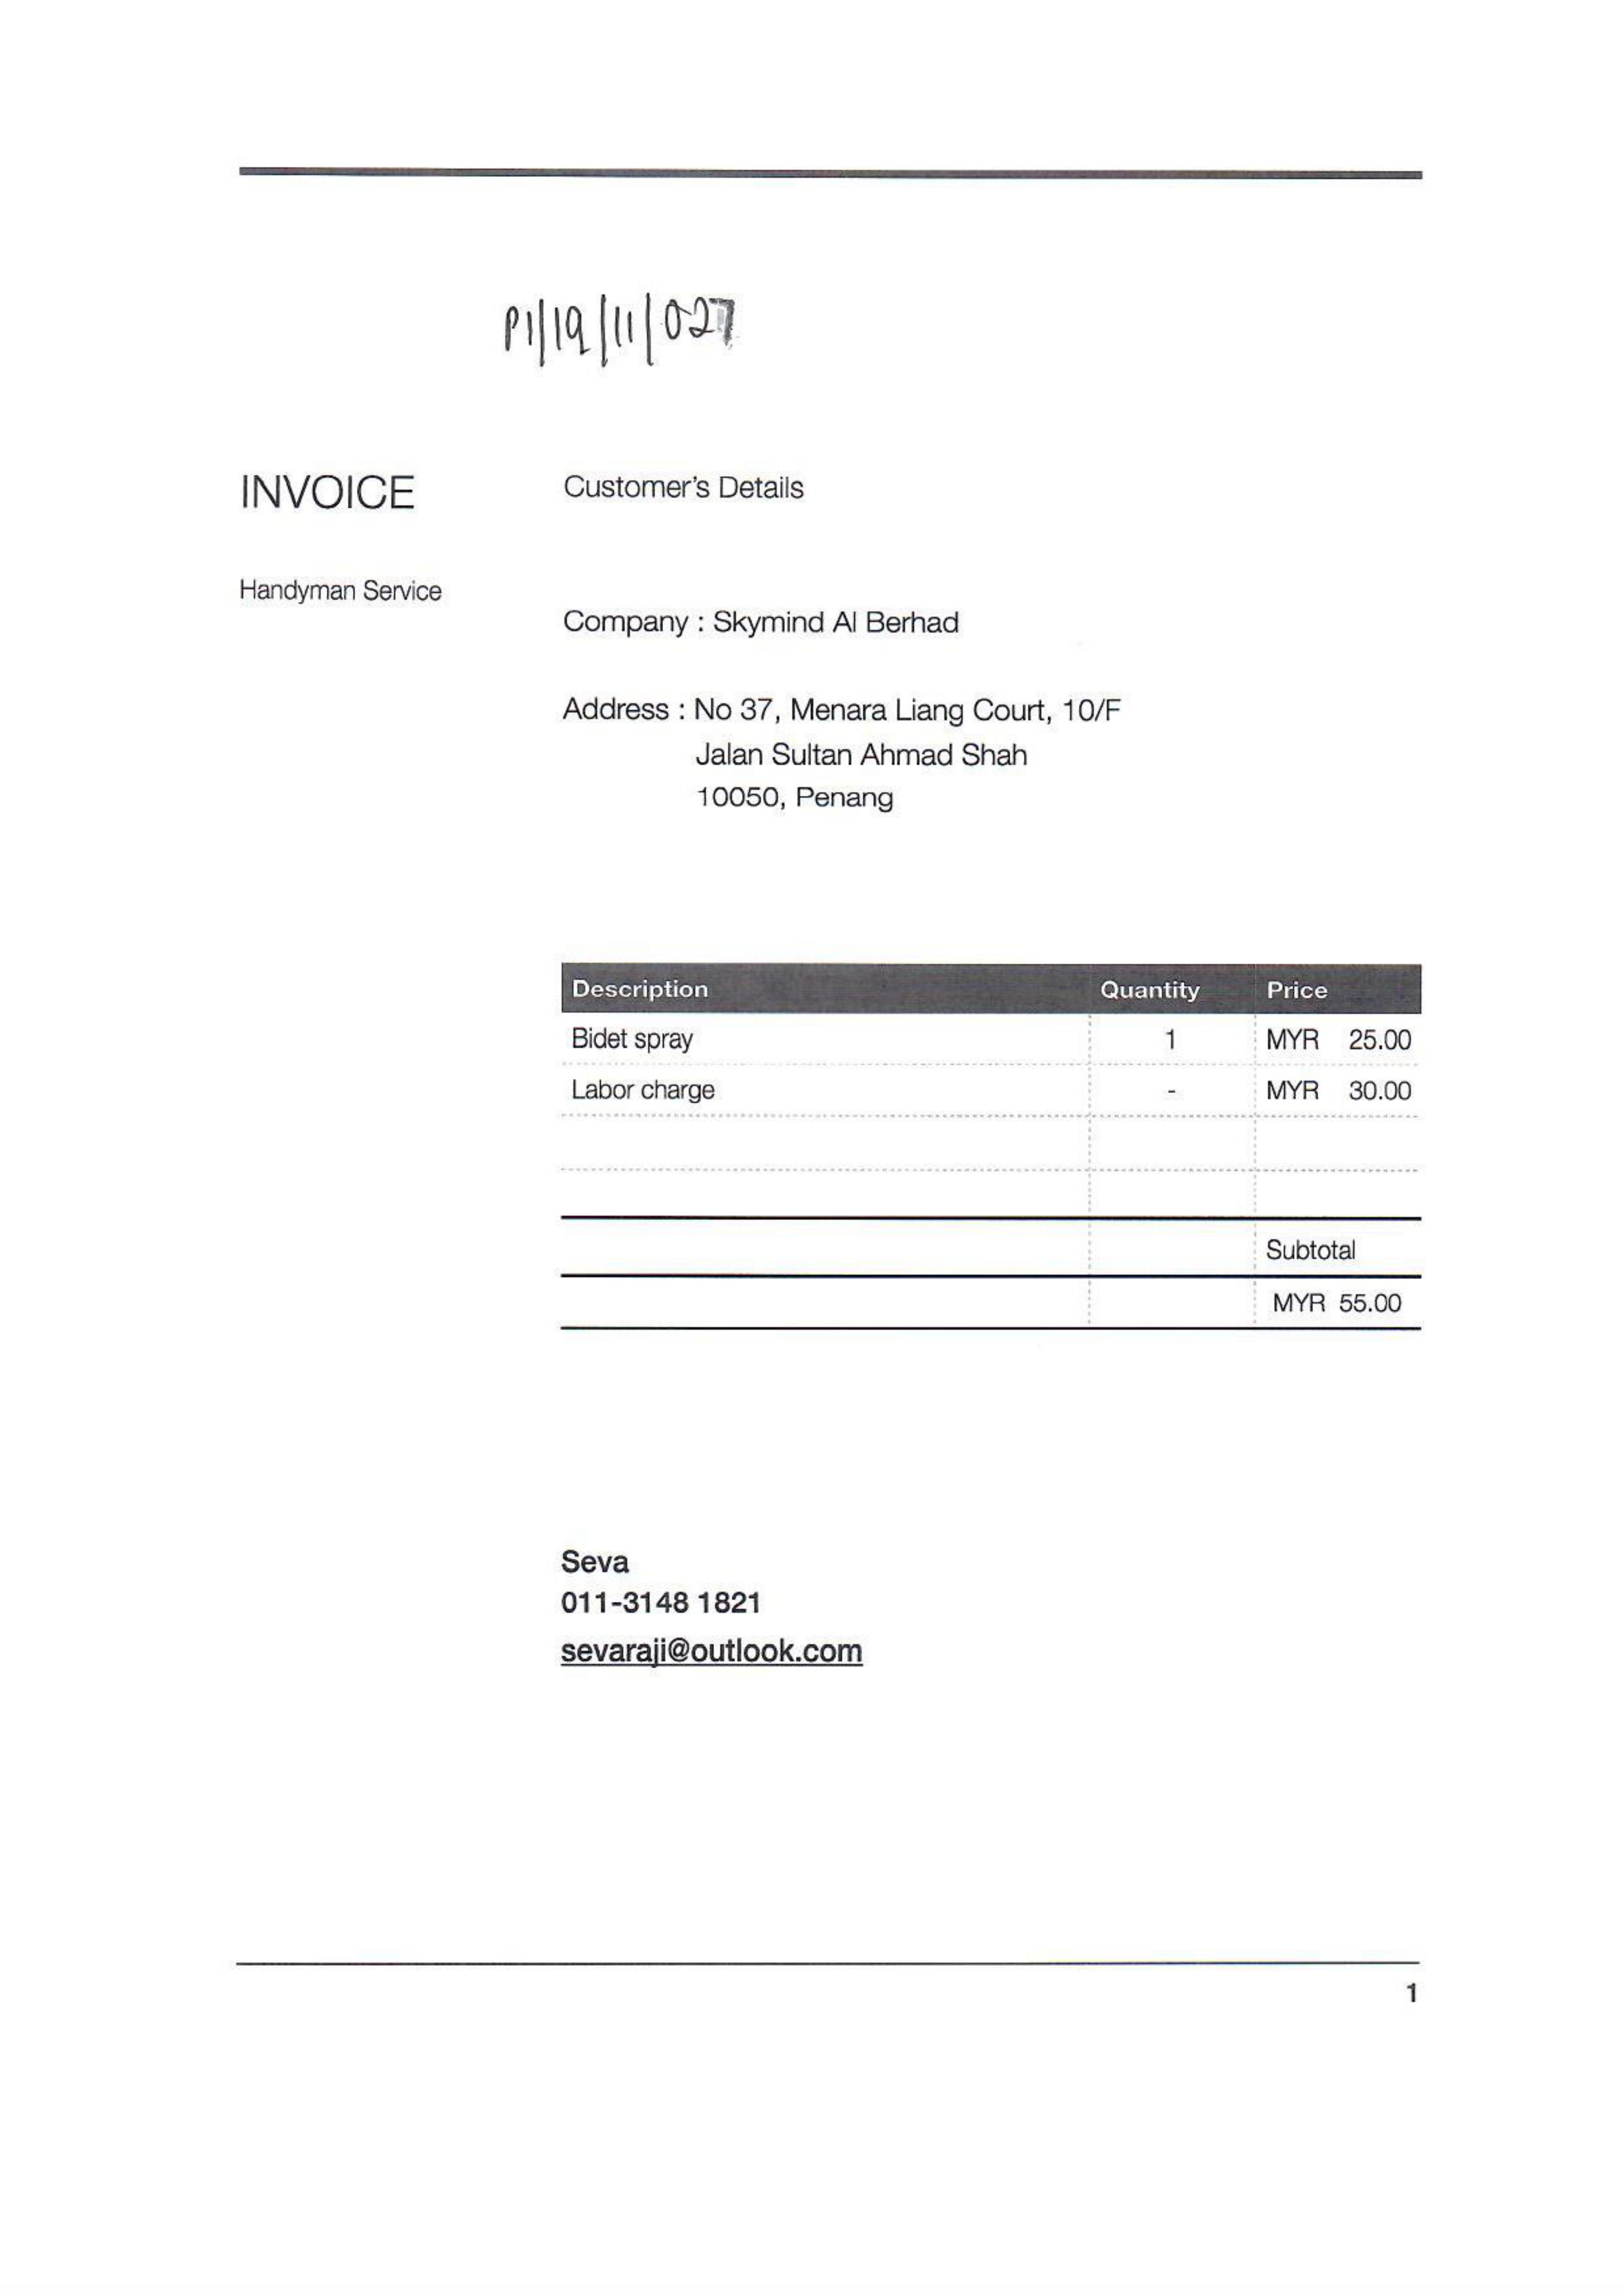 PI/19/11/027
INVOICE
Customer's Details
Handyman Service
Company : Skymind AI Berhad
Address : No 37, Menara Liang Court, 10/F
Jalan Sultan Ahmad Shah
10050, Penang
Description Quantity Price
Bidet spray 1 MYR 25.00
Labor charge - MYR 30.00
Subtotal
MYR 55.00
Seva
011-3148 1821
sevaraji@outlook.com
1